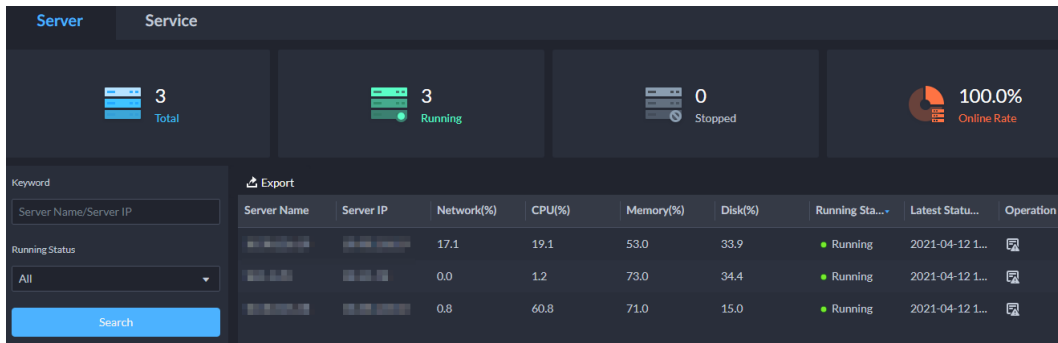 Server Service
3
Total
3
Running
0
Stopped
100.0%
Online Rate
Keyword
Server Name/Server IP
Running Status
All
Search
Export
Server Name Server IP Network(%) CPU(%) Memory(%) Disk(%) Running Sta... Latest Statu... Operation
17.1 19.1 53.0 33.9 Running 2021-04-12 1...
0.0 1.2 73.0 34.4 Running 2021-04-12 1...
0.8 60.8 71.0 15.0 Running 2021-04-12 1...